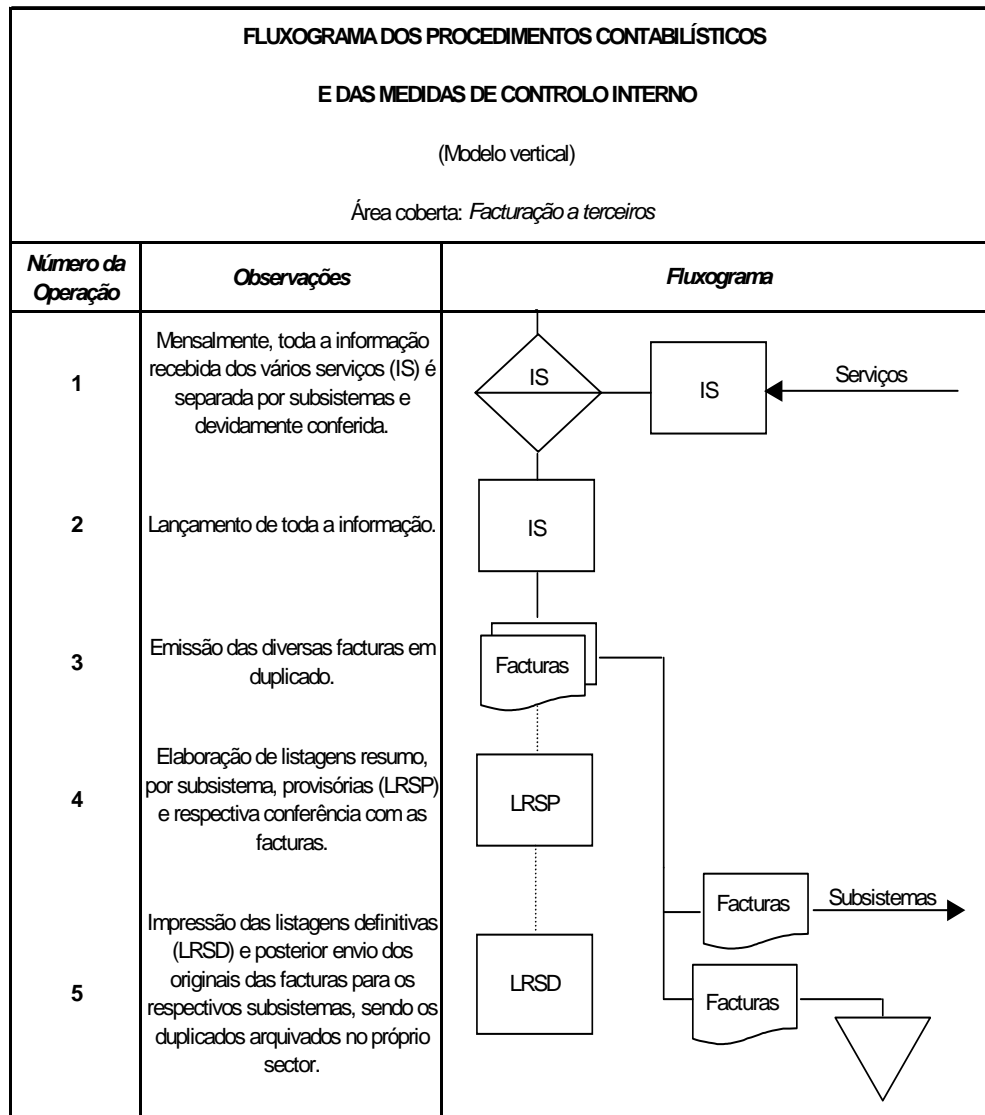 FLUXOGRAMA DOS PROCEDIMENTOS CONTABILÍSTICOS
E DAS MEDIDAS DE CONTROLO INTERNO
(Modelo vertical)
Área coberta: Facturação a terceiros
Número da
Operação
Observações
Fluxograma
1
Mensalmente, toda a informação
recebida dos vários serviços (IS) é
separada por subsistemas e
devidamente conferida.
IS
IS
Serviços
2
Lançamento de toda a informação.
IS
3
Emissão das diversas facturas em
duplicado.
Facturas
4
Elaboração de listagens resumo,
por subsistema, provisórias (LRSP)
e respectiva conferência com as
facturas.
LRSP
5
Impressão das listagens definitivas
(LRSD) e posterior envio dos
originais das facturas para os
respectivos subsistemas, sendo os
duplicados arquivados no próprio
sector.
LRSD
Facturas
Subsistemas
Facturas